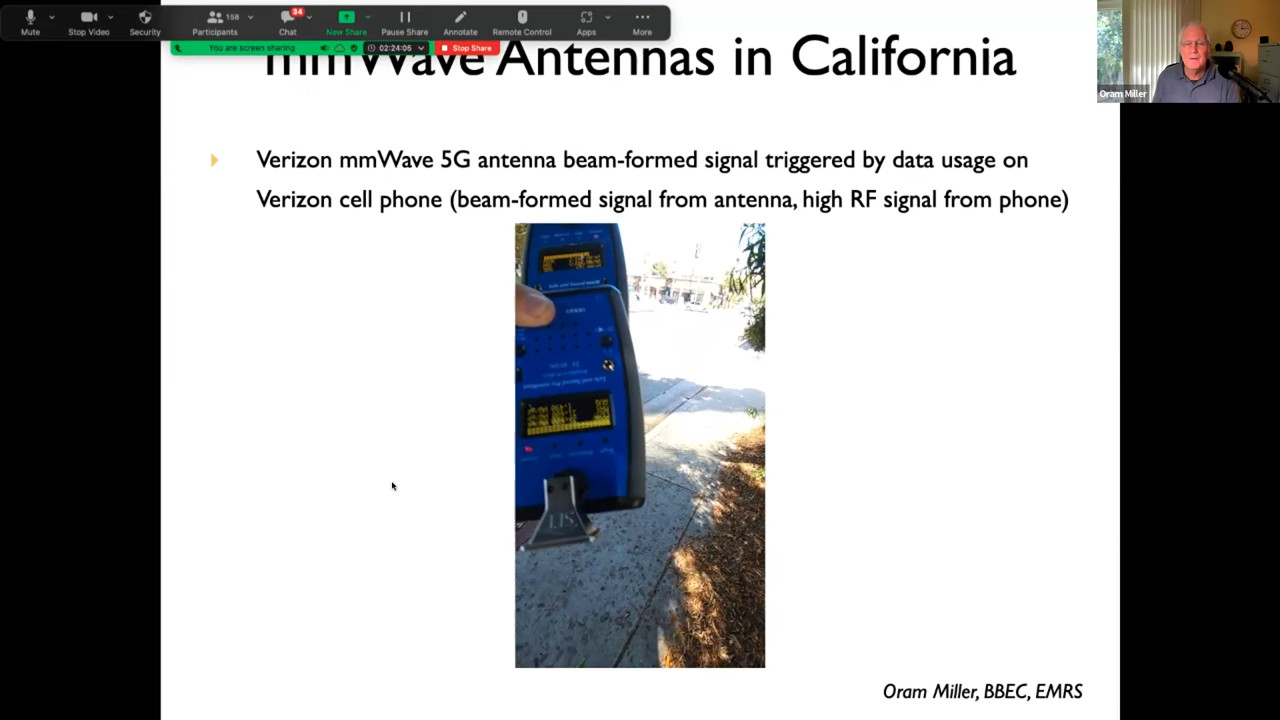 Mute
Stop Video
Security
158
Participants
34
Chat
New Share
Pause Share
Annotate
Remote Control
Apps
More
You are screen sharing
02:24:05
Stop Share
mmWave Antennas in California
Oram Miller
Verizon mmWave 5G antenna beam-formed signal triggered by data usage on
Verizon cell phone (beam-formed signal from antenna, high RF signal from phone)
Oram Miller, BBEC, EMRS